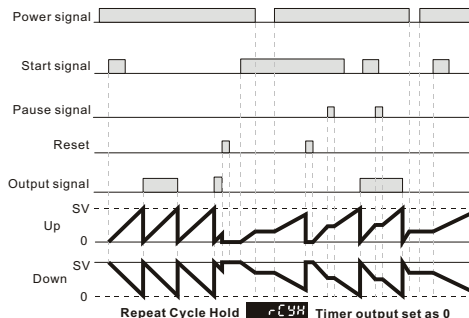 Power signal
Start signal
Pause signal
Reset
Output signal
SV
Up
0
SV
Down
0
Repeat Cycle Hold rCYH Timer output set as 0